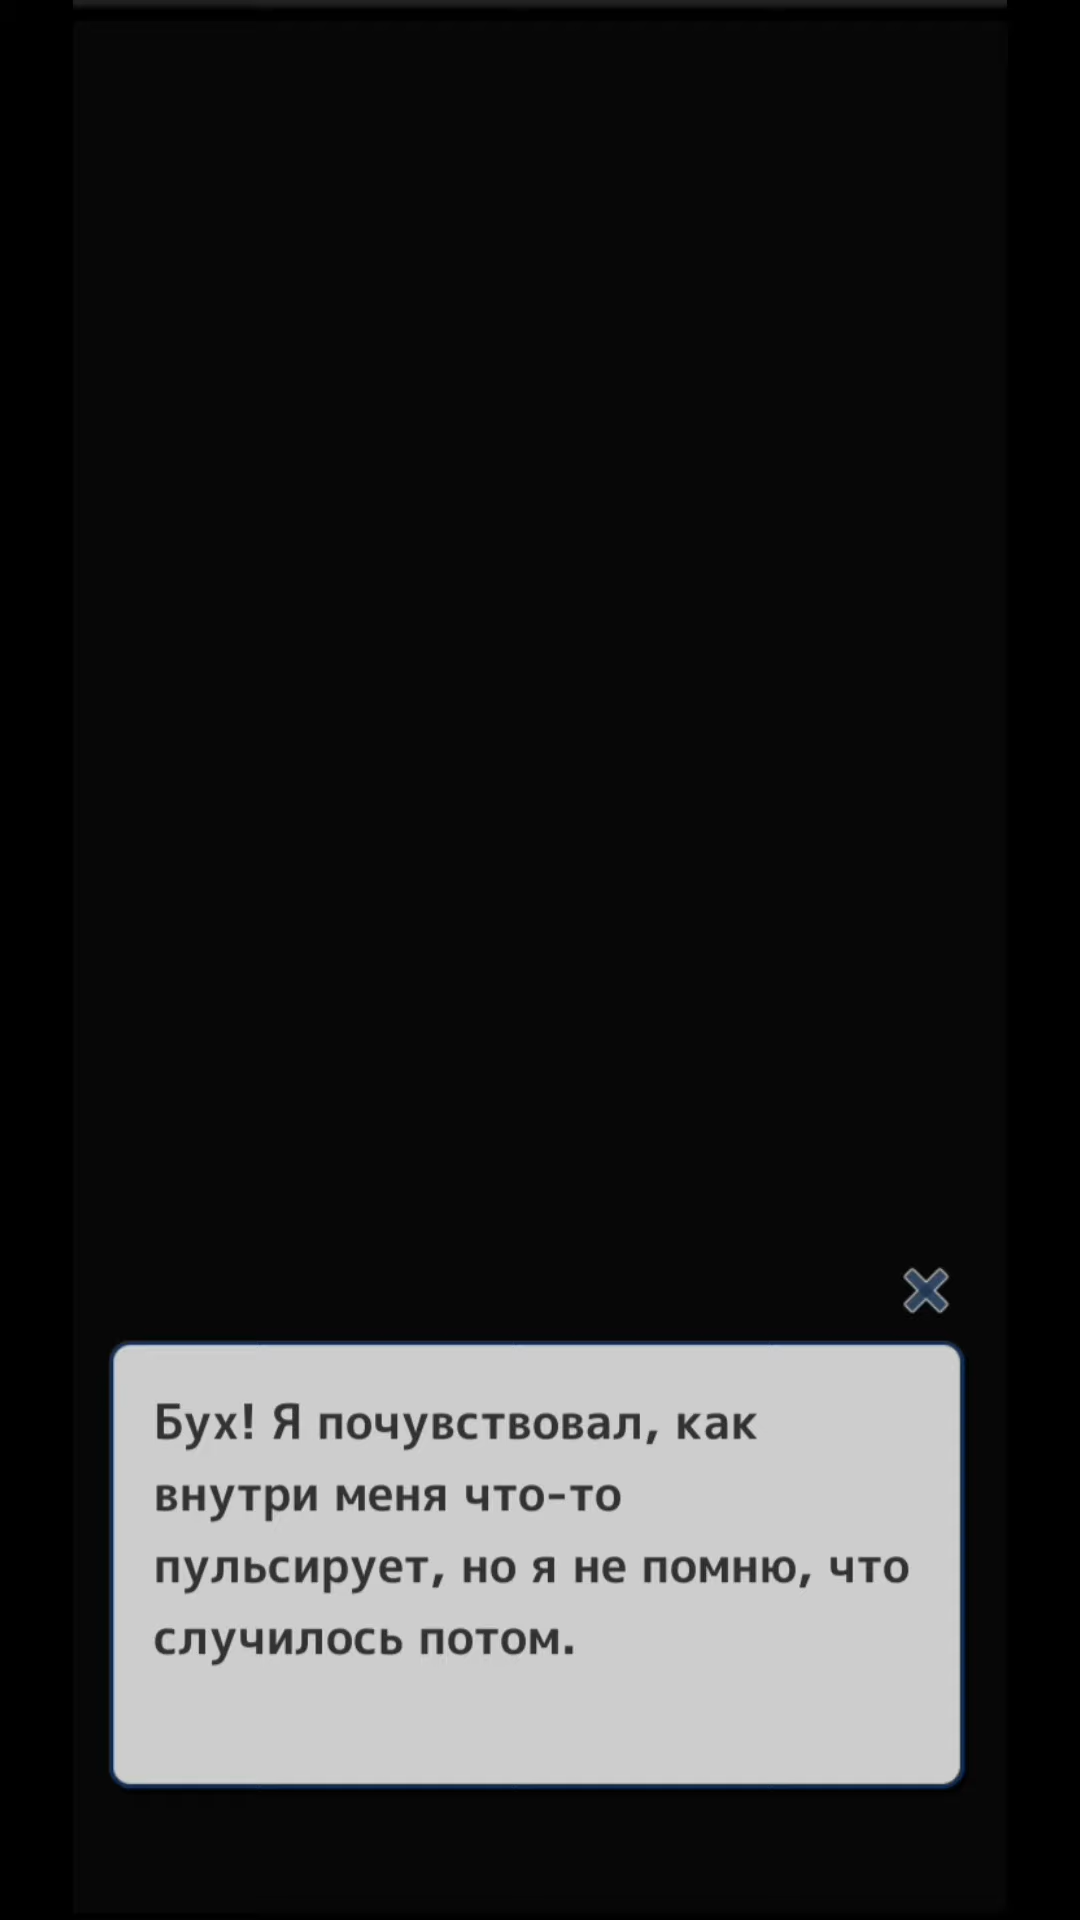 Бух! Я почувствовал, как
внутри меня что-то
пульсирует, но я не помню, что
случилось потом.